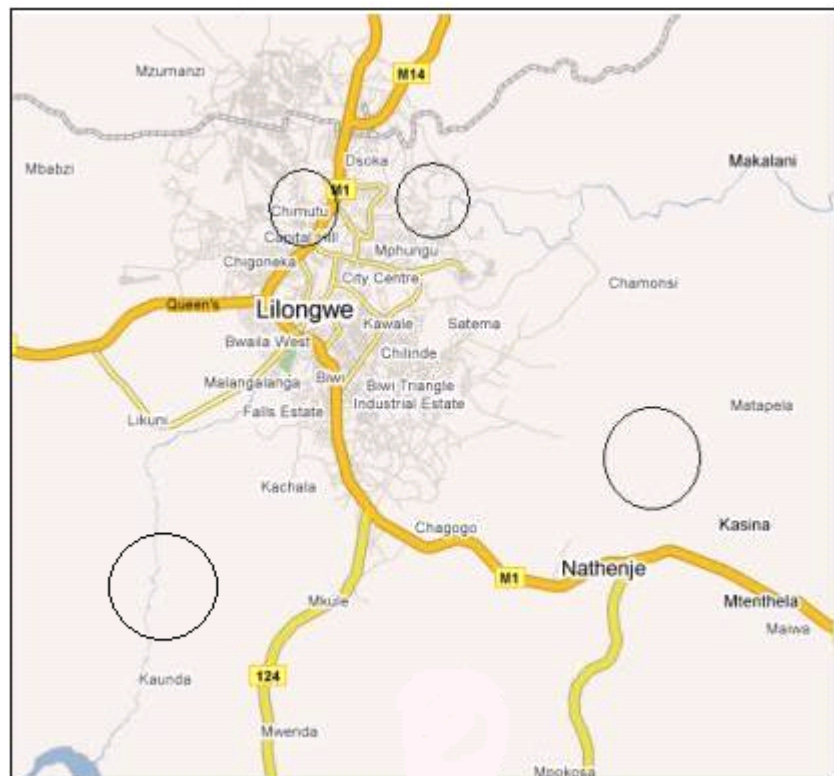 M14
Mzumanzi
Dsoka
Makalani
Mbabzi
M1
Chimutu
Capital Hill
Mphungu
Chigoneka
City Centre
Chamonsi
Queen's
Lilongwe
Kawale
Satema
Bwaila West
Chilinde
Malangalanga
Biwi
Biwi Triangle
Industrial Estate
Matapela
Falls Estate
Likuni
Kachala
Chagogo
Kasina
Nathenje
M1
Mkule
Mtenthela
Maiwa
Kaunda
124
Mwenda
Mpokosa